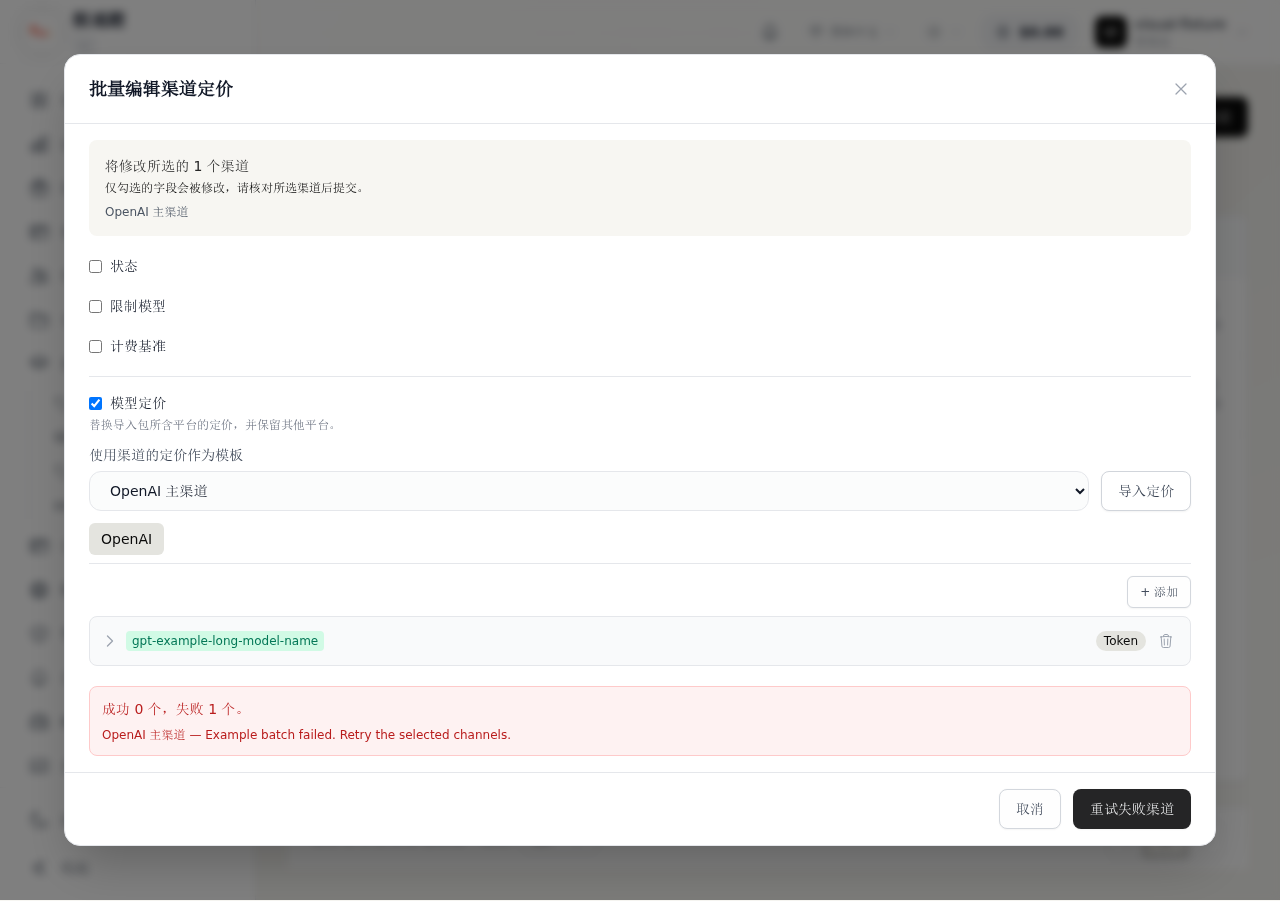 批量编辑渠道定价
将修改所选的 1 个渠道
仅勾选的字段会被修改，请核对所选渠道后提交。
OpenAI 主渠道
状态
限制模型
计费基准
模型定价
替换导入包所含平台的定价，并保留其他平台。
使用渠道的定价作为模板
OpenAI 主渠道
导入定价
OpenAI
+ 添加
gpt-example-long-model-name
Token
成功 0 个，失败 1 个。
OpenAI 主渠道 — Example batch failed. Retry the selected channels.
取消
重试失败渠道